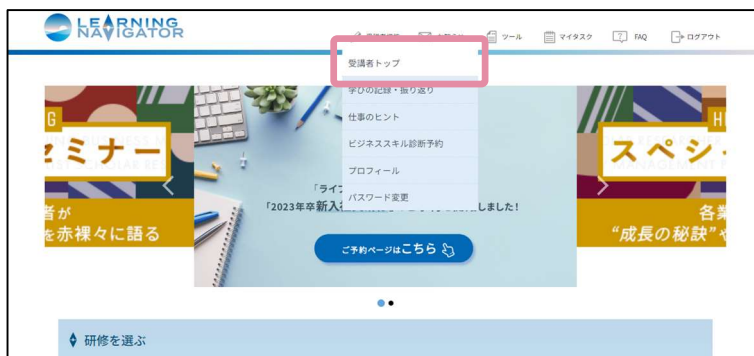 LEARNING
NAVIGATOR
ツール
マイタスク
FAQ
ログアウト
受講者トップ
学びの記録・振り返り
仕事のヒント
ビジネススキル診断予約
プロフィール
パスワード変更
G
セミナー
者が
を赤裸々に語る
「ライフ
「2023年卒新入社
しました!
ご予約ページはこちら
スペシ
各業
“成長の秘訣”や
研修を選ぶ